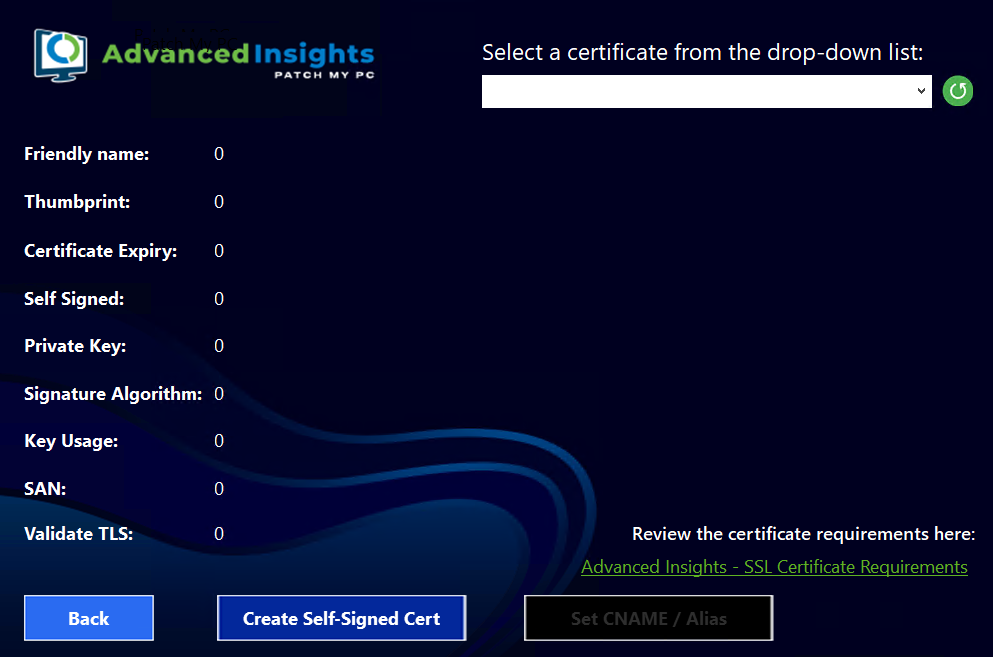 Advanced Insights
PATCH MY PC
Select a certificate from the drop-down list:
Friendly name: 0
Thumbprint: 0
Certificate Expiry: 0
Self Signed: 0
Private Key: 0
Signature Algorithm: 0
Key Usage: 0
SAN: 0
Validate TLS: 0
Review the certificate requirements here:
Advanced Insights - SSL Certificate Requirements
Back
Create Self-Signed Cert
Set CNAME / Alias